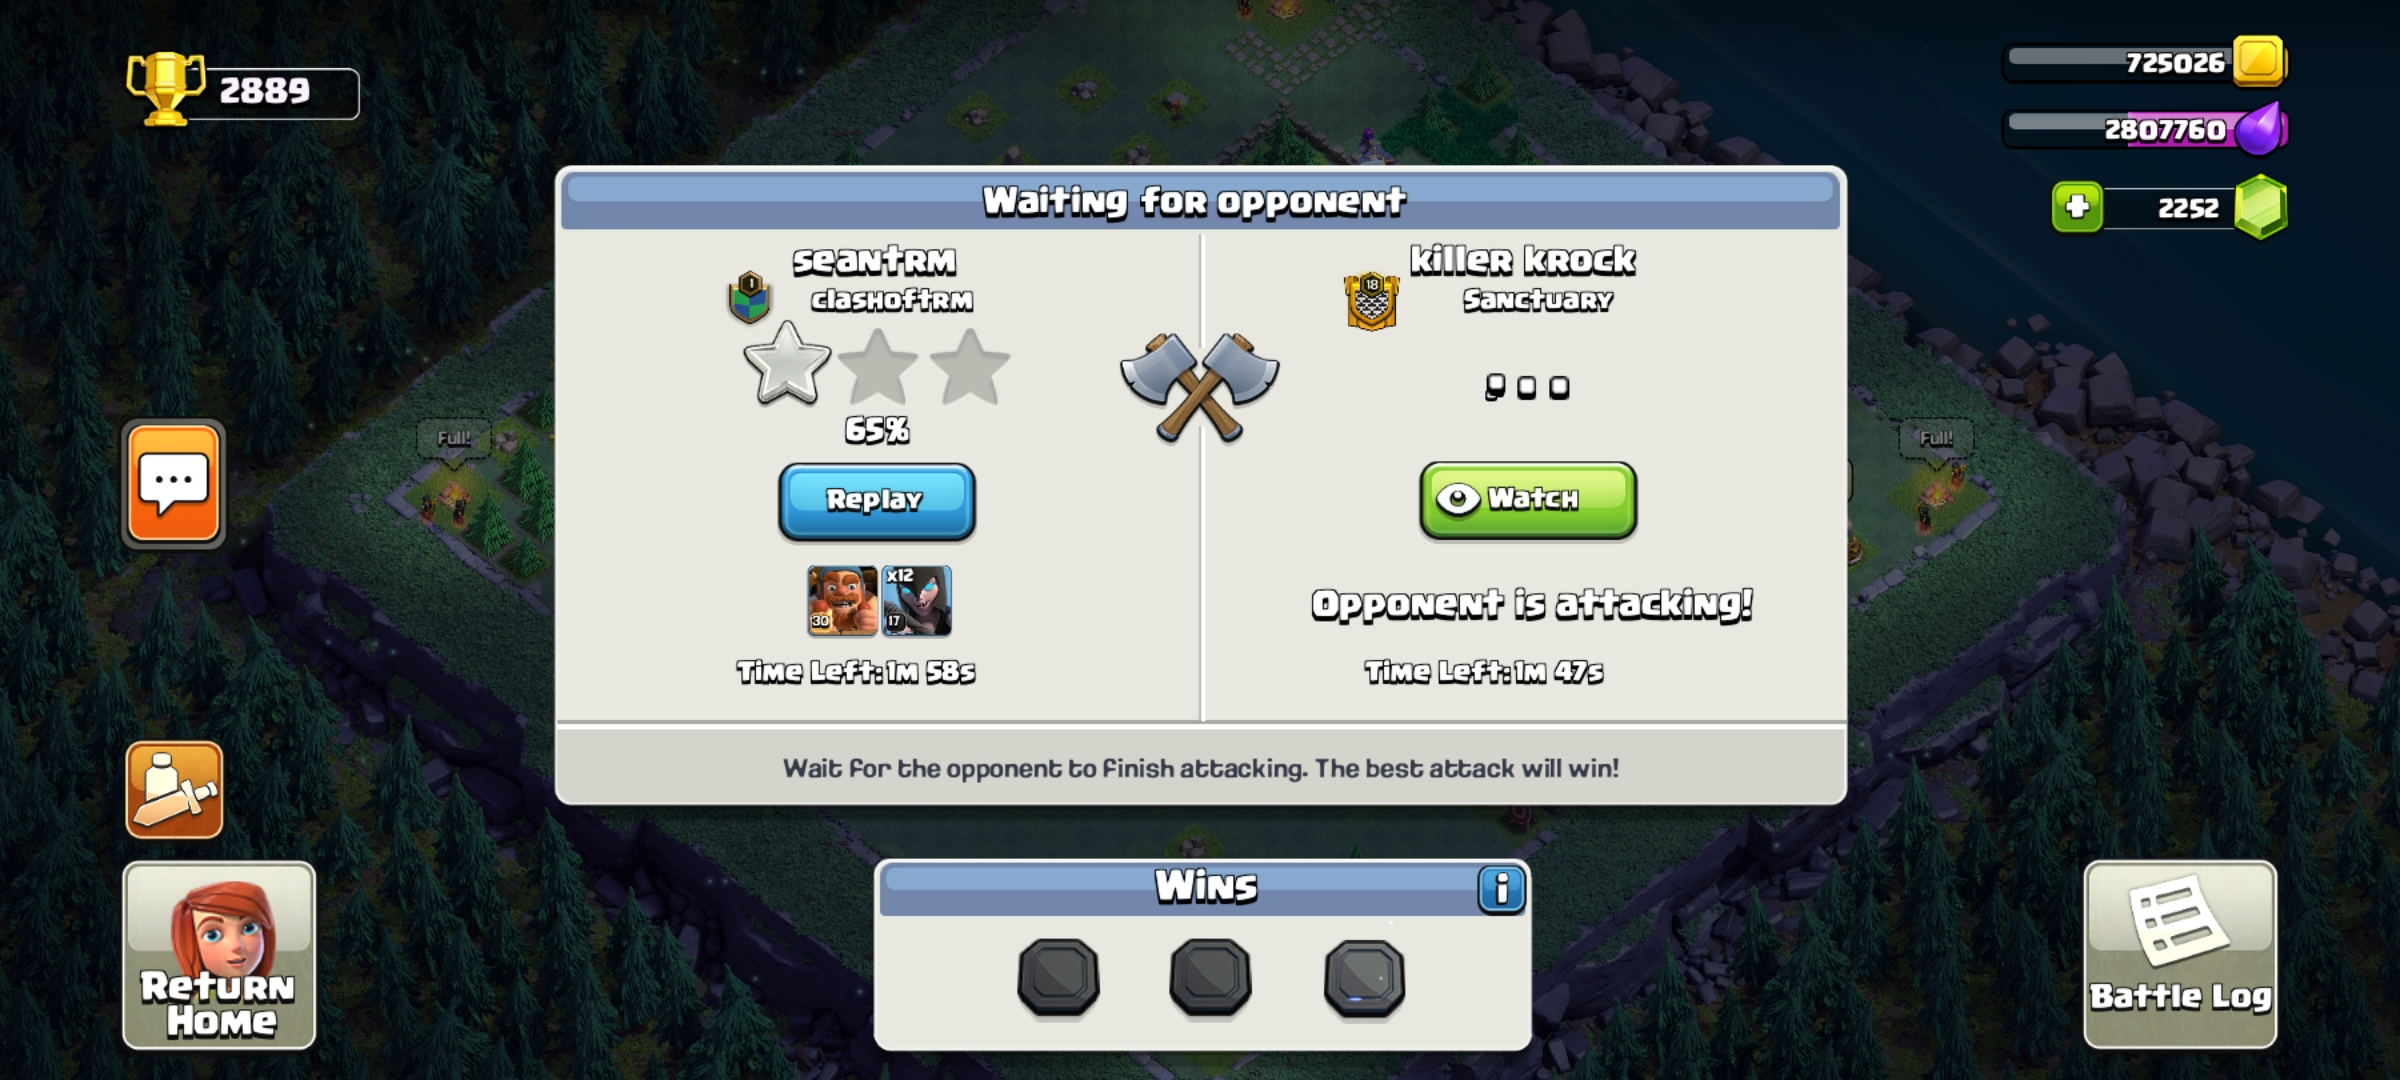 2889
725026
2807760
2252
Waiting for opponent
seantrm
1
clashoftrm
65%
Replay
30
x12
17
Time Left:1m 58s
killer krock
18
Sanctuary
Watch
Opponent is attacking!
Time Left:1m 47s
Full!
Full!
Wait for the opponent to finish attacking. The best attack will win!
Wins
i
Return
Home
Battle Log